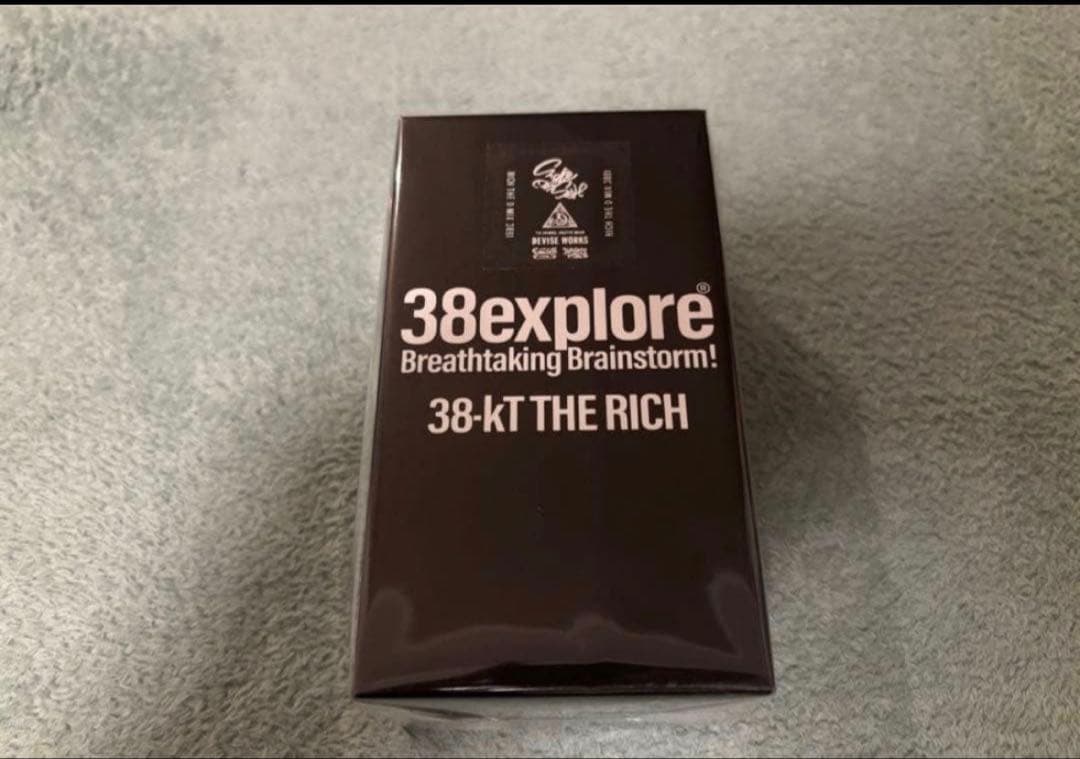 DEVISE WORKS
38explore®
Breathtaking Brainstorm!
38-kT THE RICH